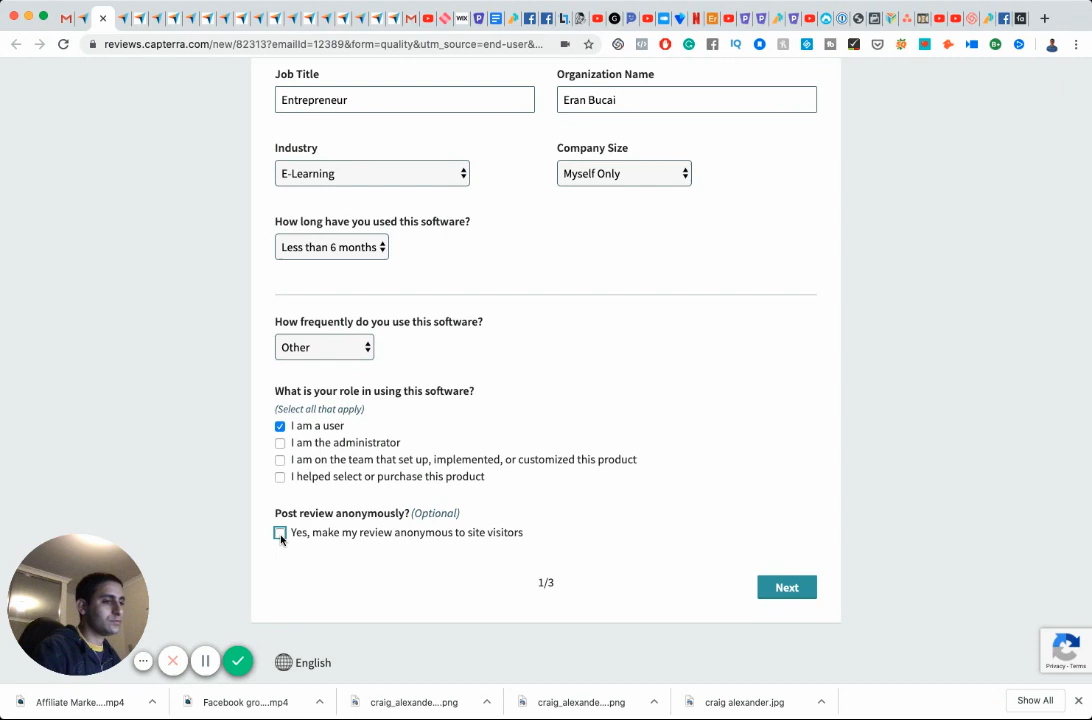 reviews.capterra.com/new/82313?emailId=12389&form=quality&utm_source=end-user&...
Job Title
Organization Name
Entrepreneur
Eran Bucai
Industry
Company Size
E-Learning
Myself Only
How long have you used this software?
Less than 6 months
How frequently do you use this software?
Other
What is your role in using this software?
(Select all that apply)
I am a user
I am the administrator
I am on the team that set up, implemented, or customized this product
I helped select or purchase this product
Post review anonymously? (Optional)
Yes, make my review anonymous to site visitors
1/3
Next
English
Privacy - Terms
Affiliate Marke....mp4
Facebook gro....mp4
craig_alexande....png
craig_alexande....png
craig alexander.jpg
Show All